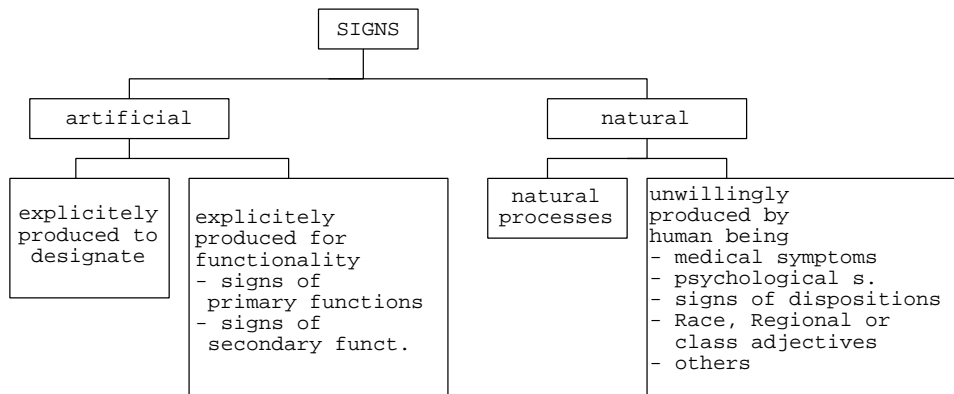 SIGNS
artificial
natural
explicitely
produced to
designate
explicitely
produced for
functionality
- signs of
primary functions
- signs of
secondary funct.
natural
processes
unwillingly
produced by
human being
- medical symptoms
- psychological s.
- signs of dispositions
- Race, Regional or
class adjectives
- others